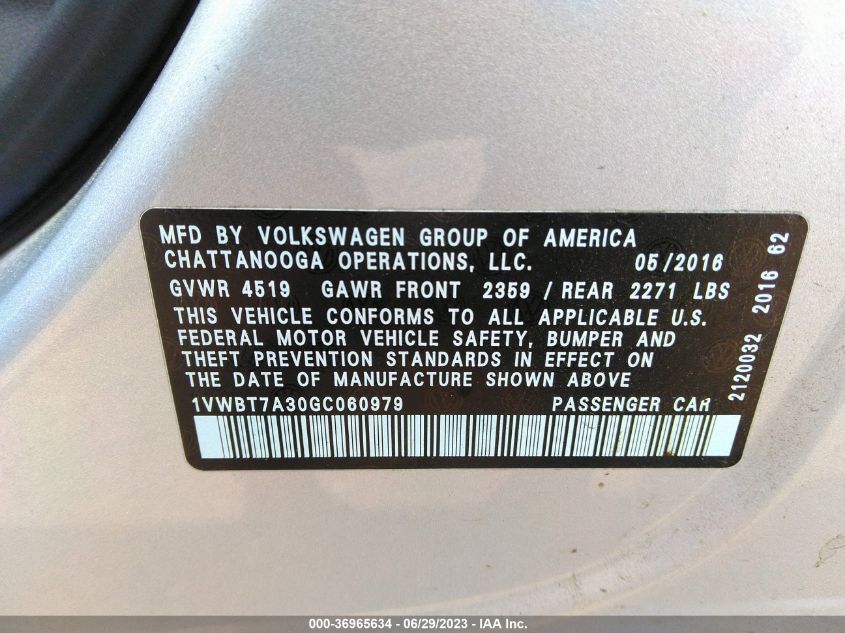 MFD BY VOLKSWAGEN GROUP OF AMERICA
CHATTANOOGA OPERATIONS, LLC. 05/2016
GVWR 4519 GAWR FRONT 2359 / REAR 2271 LBS
THIS VEHICLE CONFORMS TO ALL APPLICABLE U.S.
FEDERAL MOTOR VEHICLE SAFETY, BUMPER AND
THEFT PREVENTION STANDARDS IN EFFECT ON
THE DATE OF MANUFACTURE SHOWN ABOVE
1VWBT7A30GC060979 PASSENGER CAR
2120032 2016 62
000-36965634 / 06/29/2023 - IAA Inc.